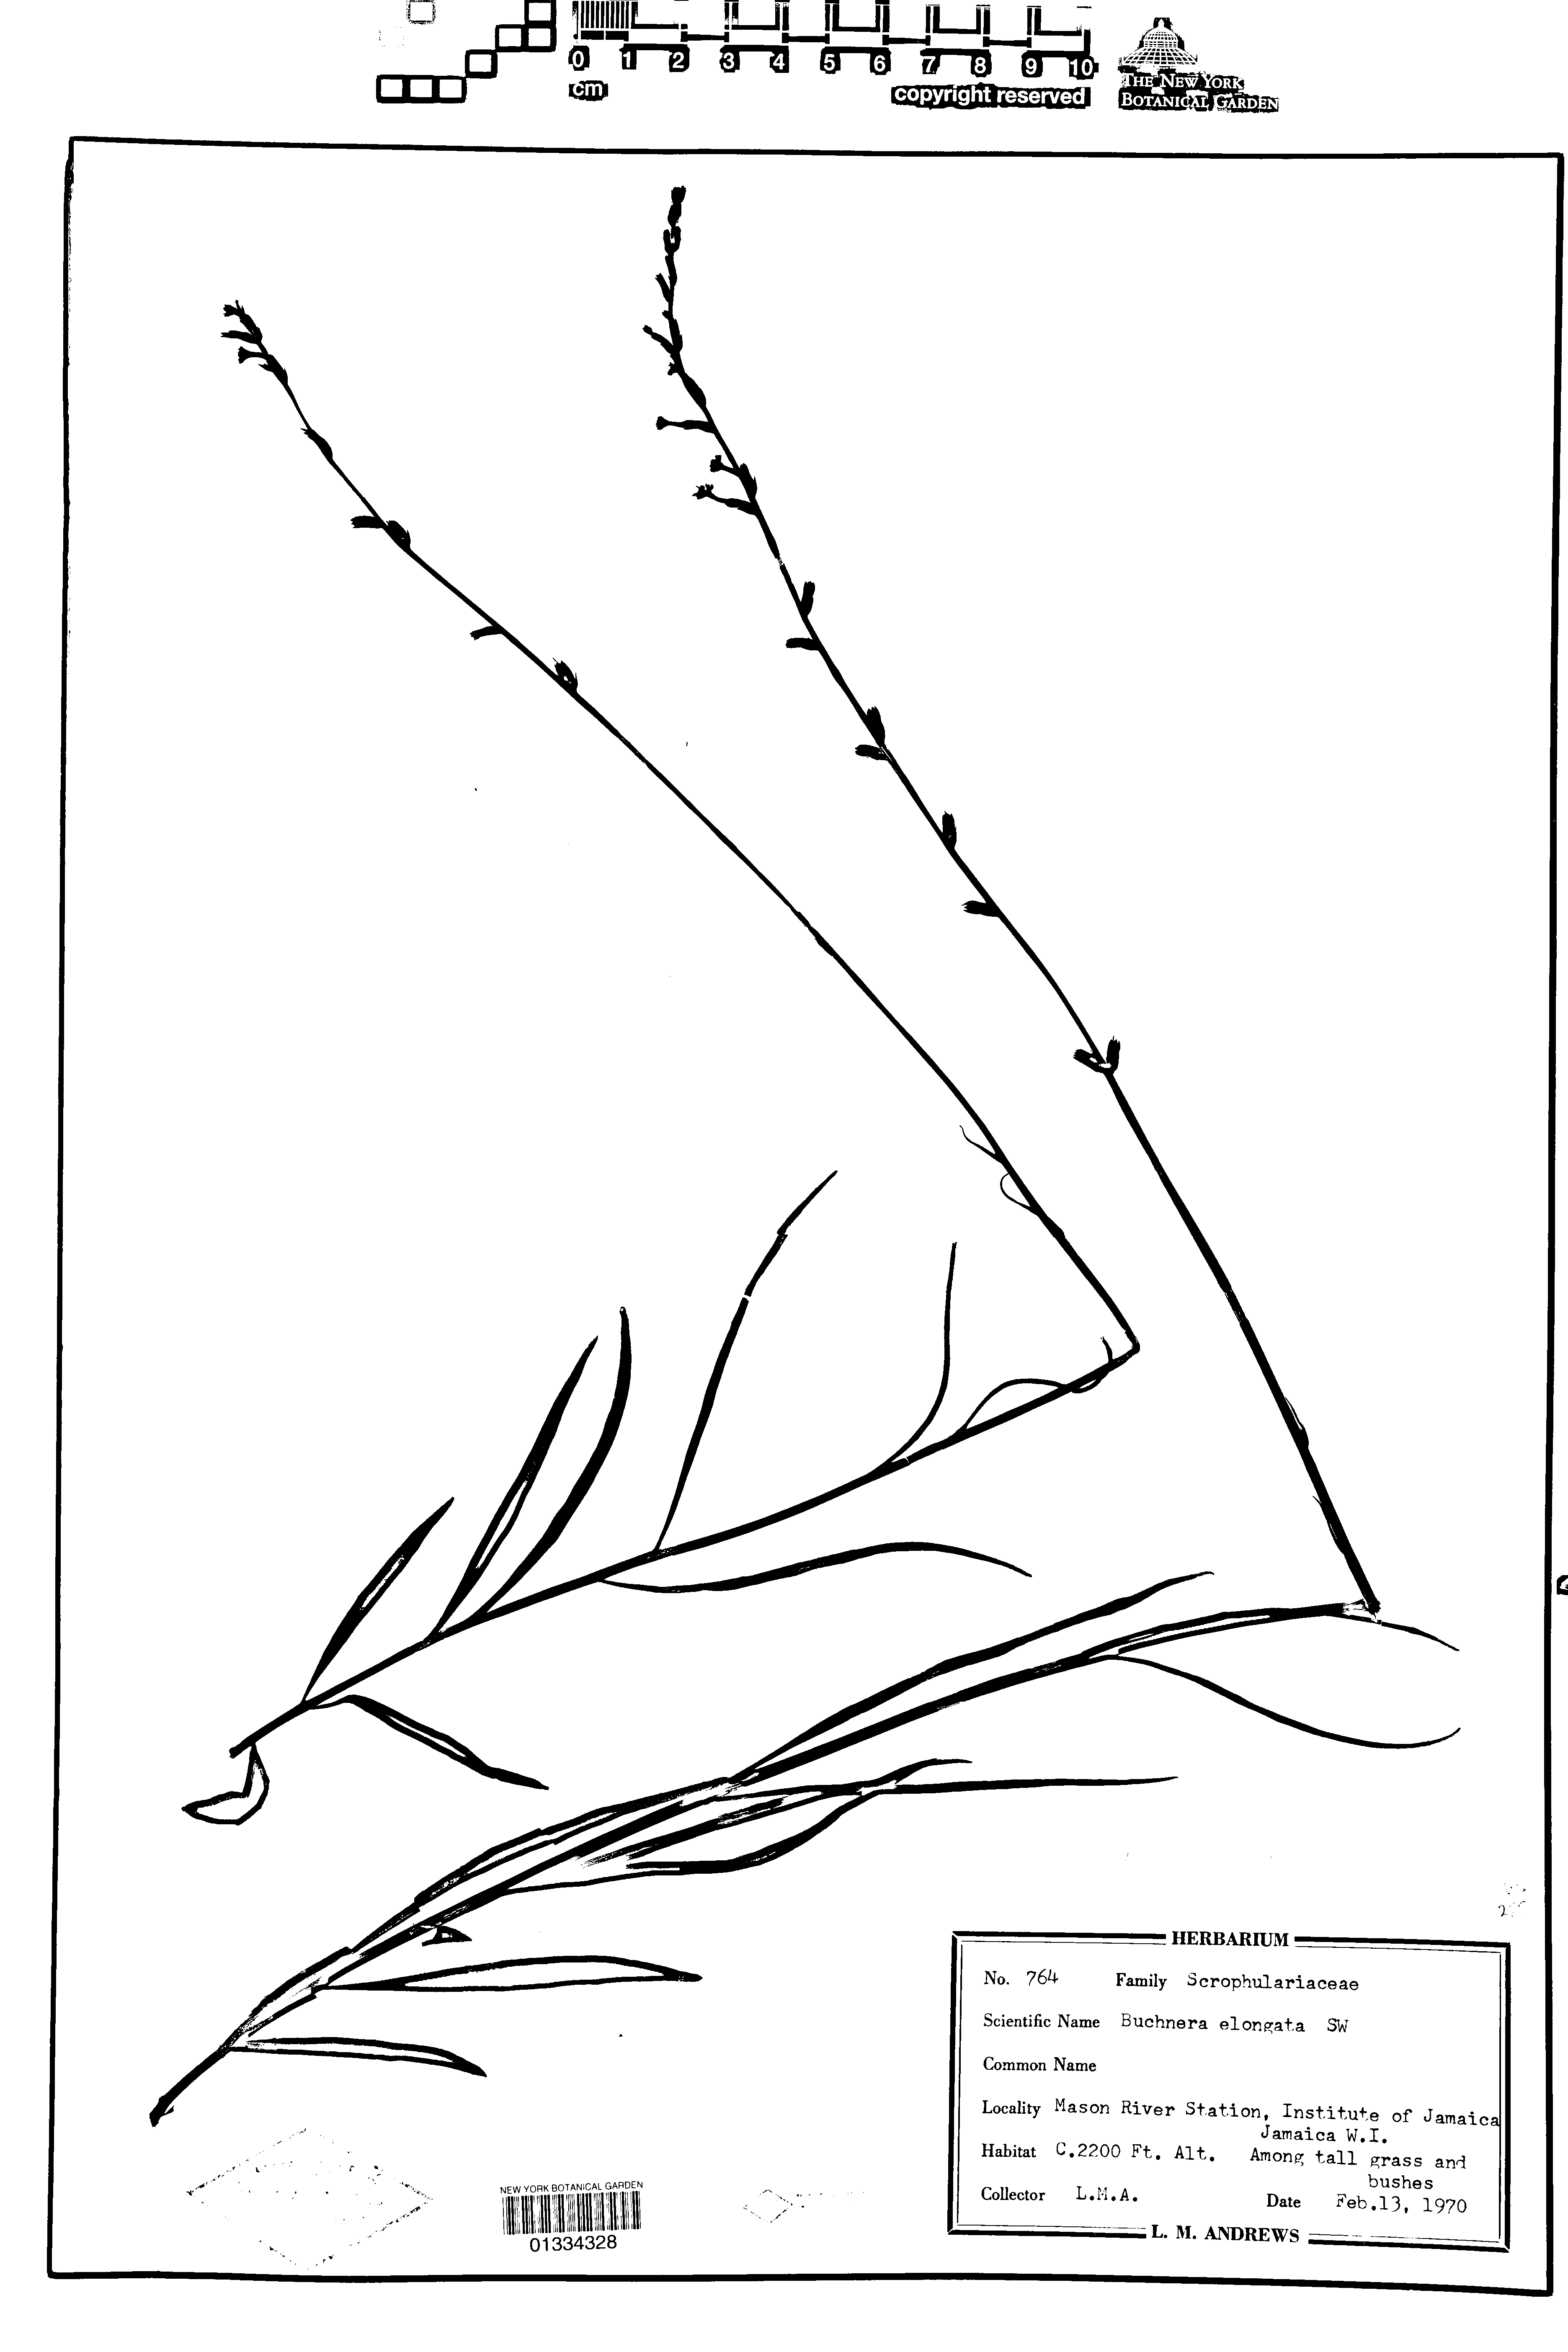 0 1 2 3 4 5 6 7 8 9 10
cm
copyright reserved
THE NEW YORK
BOTANICAL GARDEN
HERBARIUM
No. 764 Family Scrophulariaceae
Scientific Name Buchnera elongata SW
Common Name
Locality Mason River Station, Institute of Jamaica
Jamaica W.I.
Habitat C.2200 Ft. Alt. Among tall grass and
bushes
Collector L.M.A. Date Feb.13, 1970
L. M. ANDREWS
NEW YORK BOTANICAL GARDEN
01334328